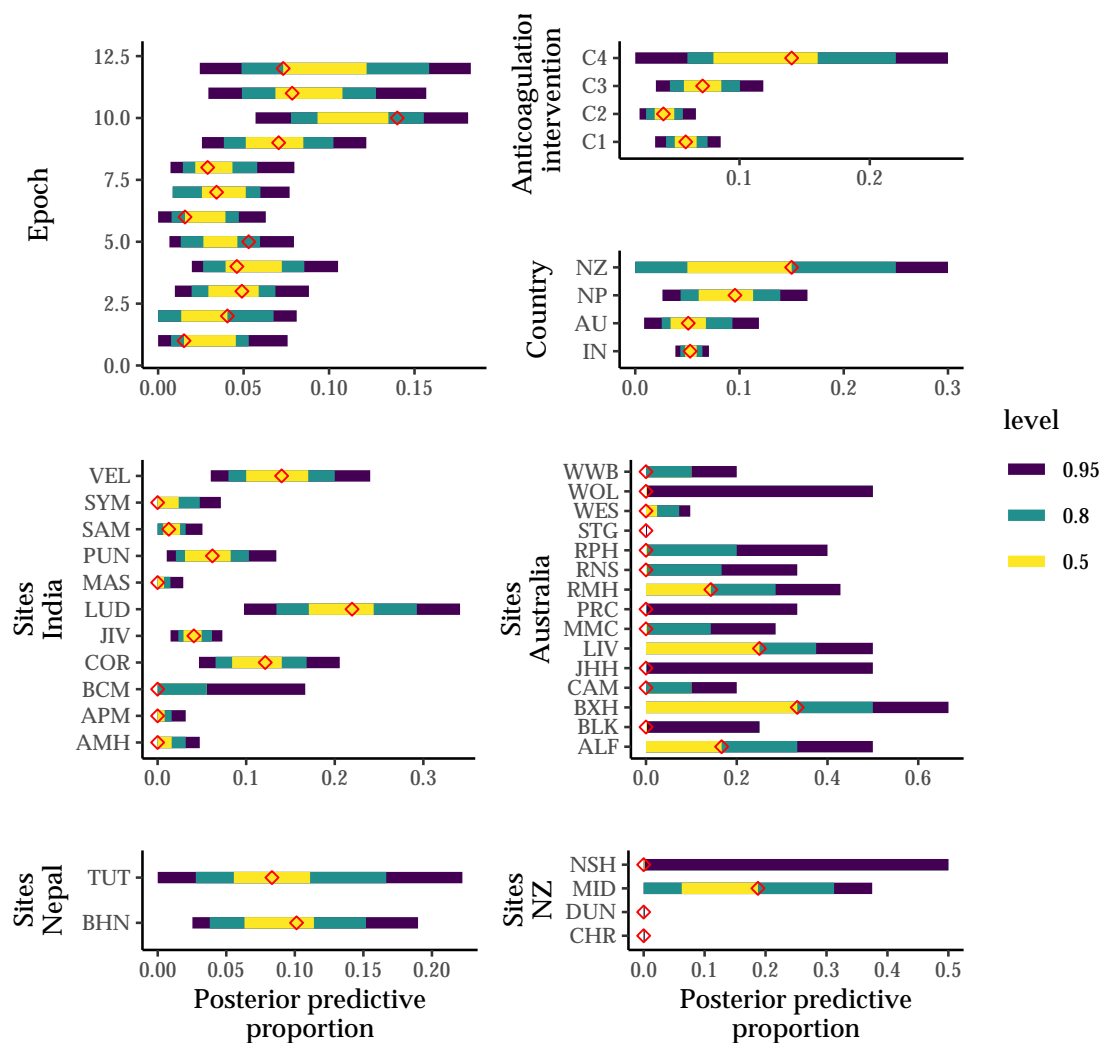 Epoch
12.5
10.0
7.5
5.0
2.5
0.0
0.00
0.05
0.10
0.15
Anticoagulation
intervention
C4
C3
C2
C1
0.1
0.2
Country
NZ
NP
AU
IN
0.0
0.1
0.2
0.3
Sites
India
VEL
SYM
SAM
PUN
MAS
LUD
JIV
COR
BCM
APM
AMH
0.0
0.1
0.2
0.3
Sites
Australia
WWB
WOL
WES
STG
RPH
RNS
RMH
PRC
MMC
LIV
JHH
CAM
BXH
BLK
ALF
0.0
0.2
0.4
0.6
level
0.95
0.8
0.5
Sites
Nepal
TUT
BHN
0.00
0.05
0.10
0.15
0.20
Posterior predictive
proportion
Sites
NZ
NSH
MID
DUN
CHR
0.0
0.1
0.2
0.3
0.4
0.5
Posterior predictive
proportion